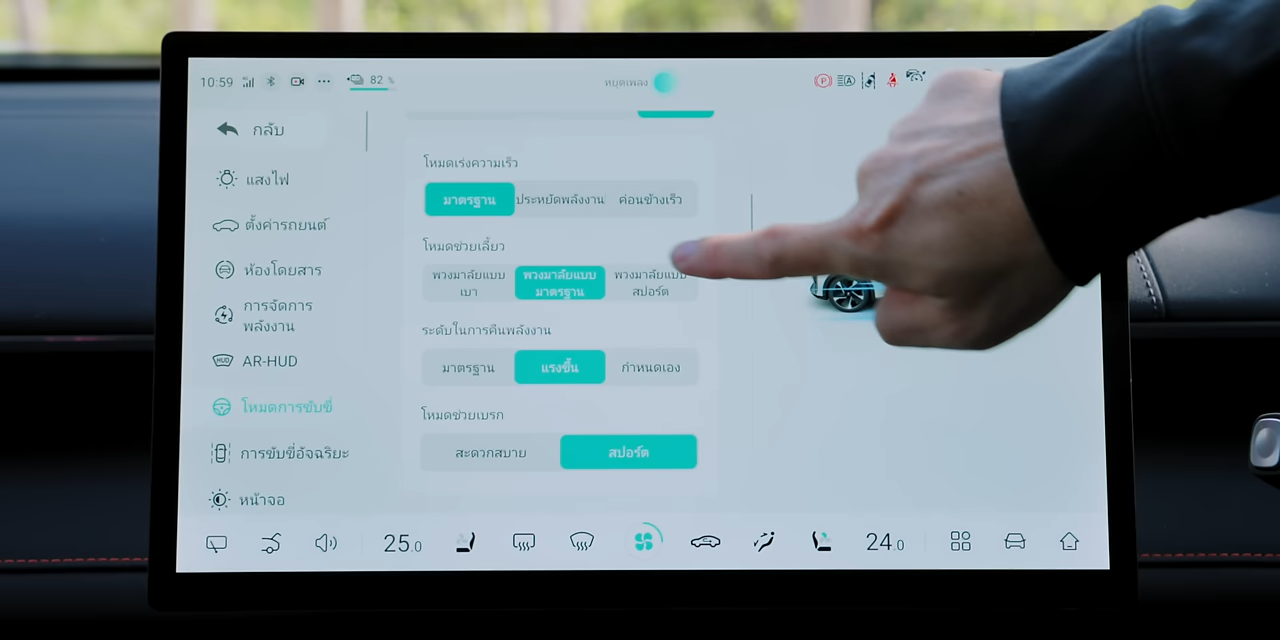 10:59
82 %
หยุดเพลง
กลับ
แสงไฟ
ตั้งค่ารถยนต์
ห้องโดยสาร
การจัดการ
พลังงาน
HUD AR-HUD
โหมดการขับขี่
การขับขี่อัจฉริยะ
หน้าจอ
โหมดเร่งความเร็ว
มาตรฐาน ประหยัดพลังงาน ค่อนข้างเร็ว
โหมดช่วยเลี้ยว
พวงมาลัยแบบ พวงมาลัยแบบ พวงมาลัยแบบ
เบา มาตรฐาน สปอร์ต
ระดับในการคืนพลังงาน
มาตรฐาน แรงขึ้น กำหนดเอง
โหมดช่วยเบรก
สะดวกสบาย สปอร์ต
25.0 24.0